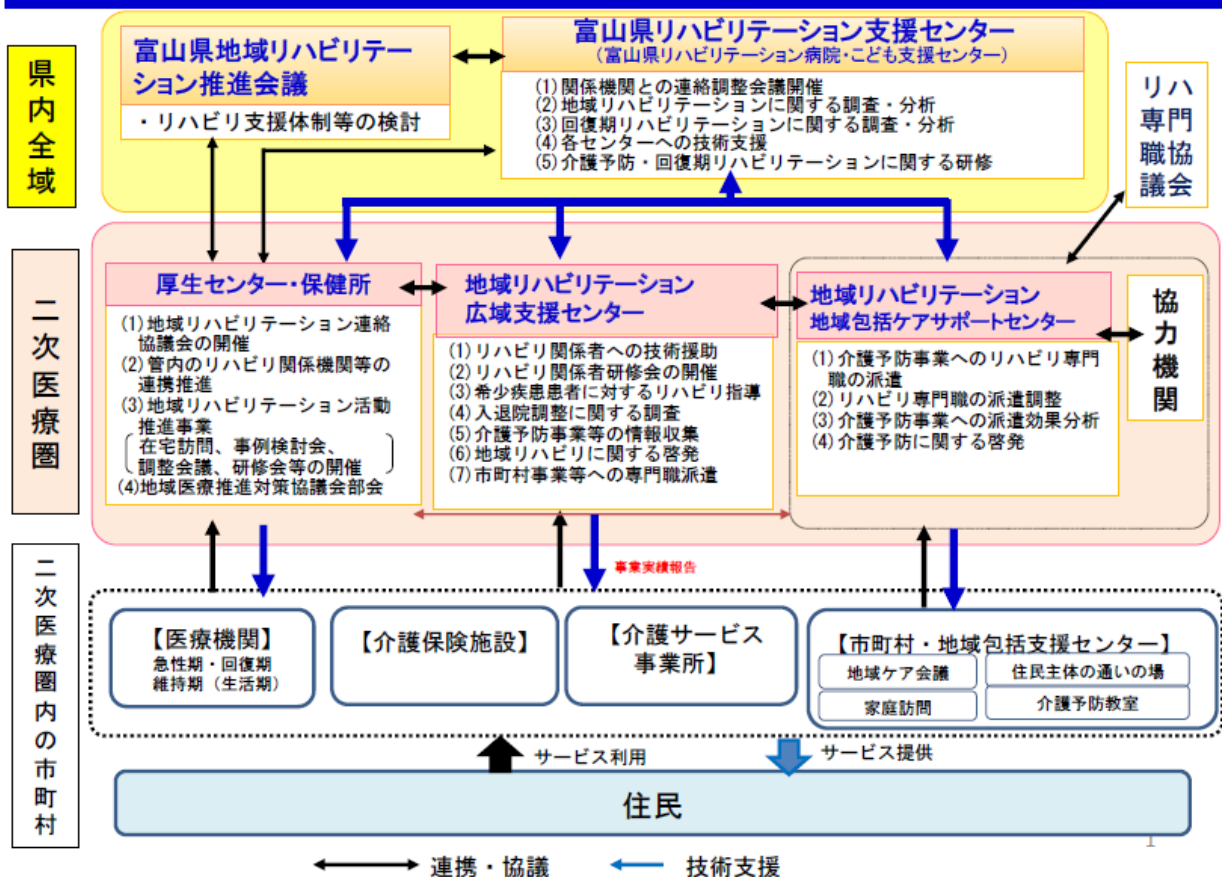 県内全域
富山県地域リハビリテー
ション推進会議
・リハビリ支援体制等の検討
富山県リハビリテーション支援センター
（富山県リハビリテーション病院・こども支援センター）
(1)関係機関との連絡調整会議開催
(2)地域リハビリテーションに関する調査・分析
(3)回復期リハビリテーションに関する調査・分析
(4)各センターへの技術支援
(5)介護予防・回復期リハビリテーションに関する研修
リハ専門職協議会
二次医療圏
厚生センター・保健所
(1)地域リハビリテーション連絡
協議会の開催
(2)管内のリハビリ関係機関等の
連携推進
(3)地域リハビリテーション活動
推進事業
在宅訪問、事例検討会、
調整会議、研修会等の開催
(4)地域医療推進対策協議会部会
地域リハビリテーション
広域支援センター
(1)リハビリ関係者への技術援助
(2)リハビリ関係者研修会の開催
(3)希少疾患患者に対するリハビリ指導
(4)入退院調整に関する調査
(5)介護予防事業等の情報収集
(6)地域リハビリに関する啓発
(7)市町村事業等への専門職派遣
地域リハビリテーション
地域包括ケアサポートセンター
(1)介護予防事業へのリハビリ専門
職の派遣
(2)リハビリ専門職の派遣調整
(3)介護予防事業への派遣効果分析
(4)介護予防に関する啓発
協力機関
事業実績報告
二次医療圏内の市町村
【医療機関】
急性期・回復期
維持期（生活期）
【介護保険施設】
【介護サービス
事業所】
【市町村・地域包括支援センター】
地域ケア会議
住民主体の通いの場
家庭訪問
介護予防教室
サービス利用
サービス提供
住民
1
連携・協議
技術支援